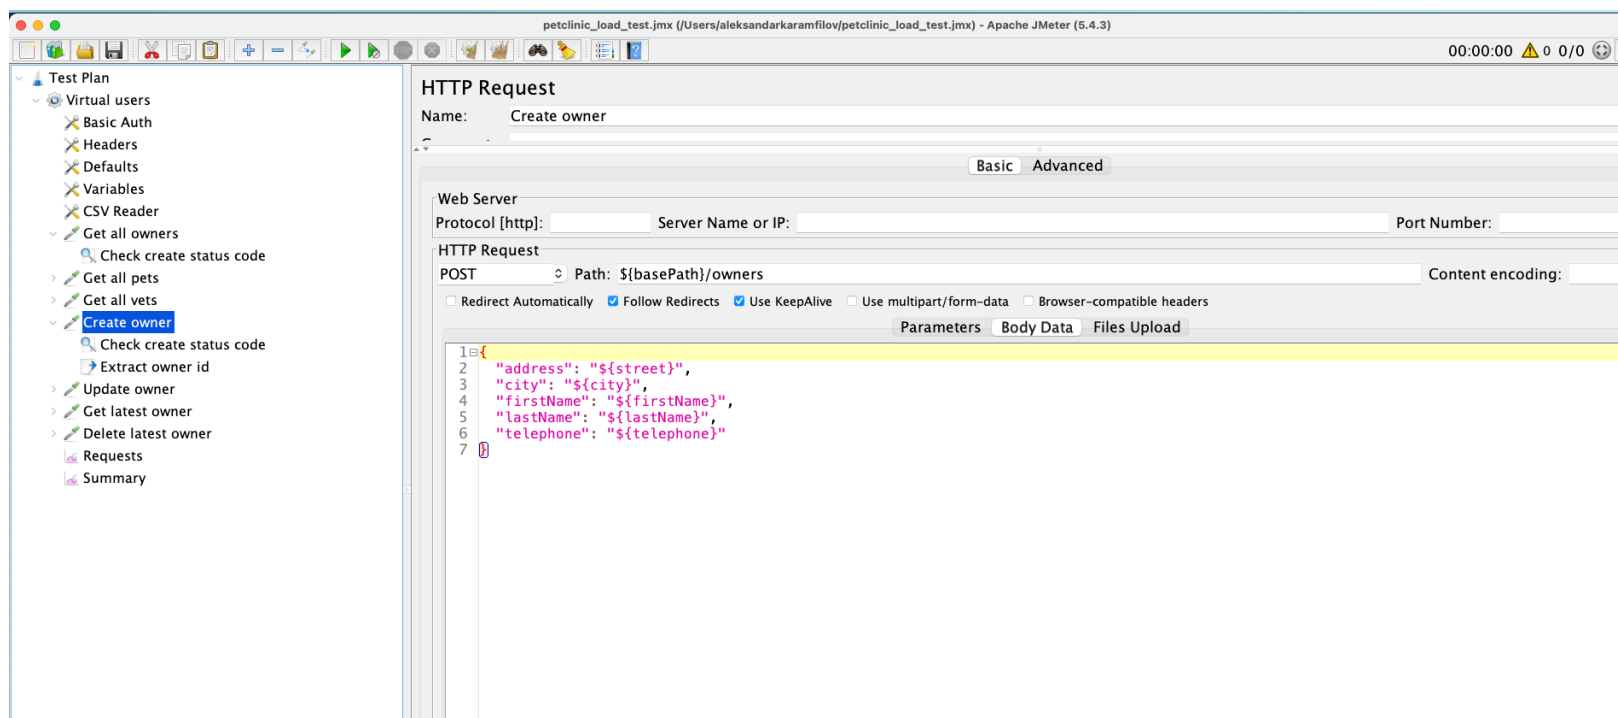 petclinic_load_test.jmx (/Users/aleksandarkaramfilov/petclinic_load_test.jmx) - Apache JMeter (5.4.3)
00:00:00 0 0/0
Test Plan
Virtual users
Basic Auth
Headers
Defaults
Variables
CSV Reader
Get all owners
Check create status code
Get all pets
Get all vets
Create owner
Check create status code
Extract owner id
Update owner
Get latest owner
Delete latest owner
Requests
Summary
HTTP Request
Name: Create owner
Basic Advanced
Web Server
Protocol [http]: Server Name or IP: Port Number:
HTTP Request
POST Path: ${basePath}/owners Content encoding:
Redirect Automatically Follow Redirects Use KeepAlive Use multipart/form-data Browser-compatible headers
Parameters Body Data Files Upload
1 {
2 "address": "${street}",
3 "city": "${city}",
4 "firstName": "${firstName}",
5 "lastName": "${lastName}",
6 "telephone": "${telephone}"
7 }